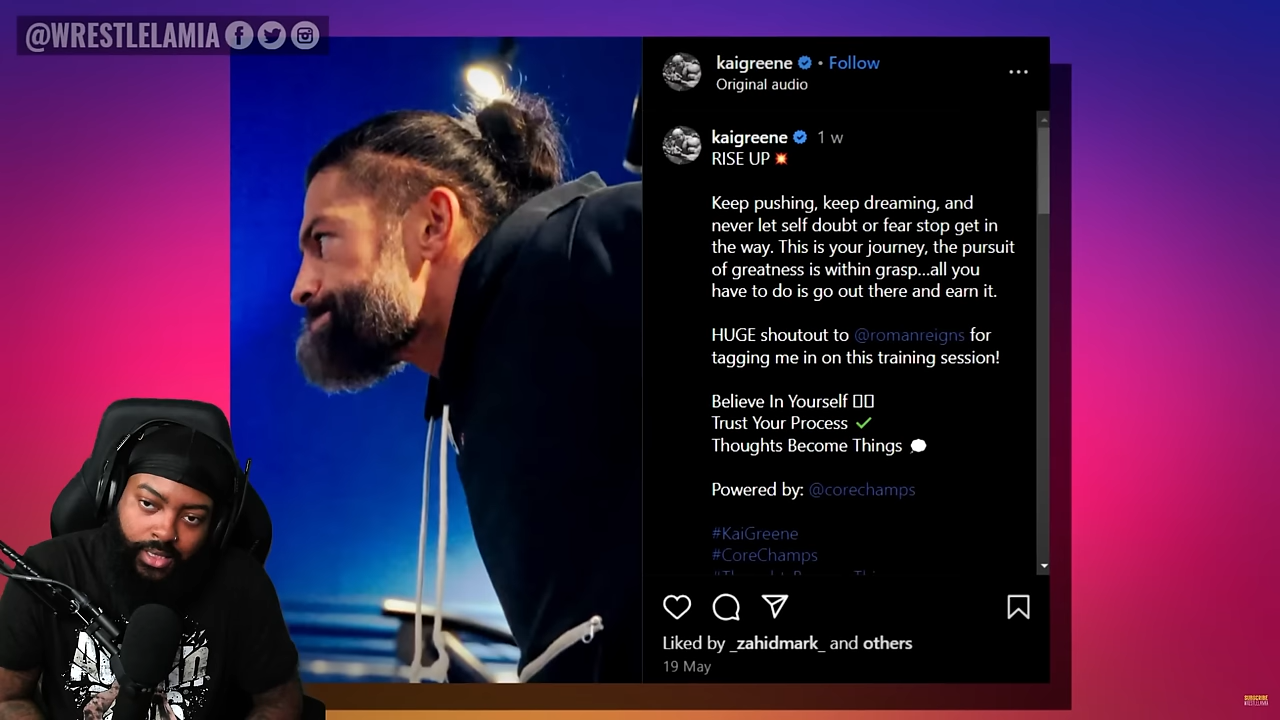 @WRESTLELAMIA
kaigreene • Follow
Original audio
kaigreene 1 w
RISE UP 💥
Keep pushing, keep dreaming, and
never let self doubt or fear stop get in
the way. This is your journey, the pursuit
of greatness is within grasp...all you
have to do is go out there and earn it.
HUGE shoutout to @romanreigns for
tagging me in on this training session!
Believe In Yourself
Trust Your Process ✓
Thoughts Become Things
Powered by: @corechamps
#KaiGreene
#CoreChamps
Liked by _zahidmark_ and others
19 May
SUBSCRIBE
WRESTLELAMIA